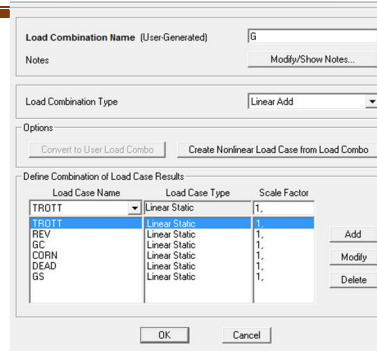 Load Combination Name (User-Generated) G
Notes Modify/Show Notes...
Load Combination Type Linear Add
Options
Convert to User Load Combo Create Nonlinear Load Case from Load Combo
Define Combination of Load Case Results
Load Case Name Load Case Type Scale Factor
TROTT Linear Static 1,
TROTT Linear Static 1,
REV Linear Static 1,
GC Linear Static 1,
CORN Linear Static 1,
DEAD Linear Static 1,
GS Linear Static 1,
Add
Modify
Delete
OK Cancel